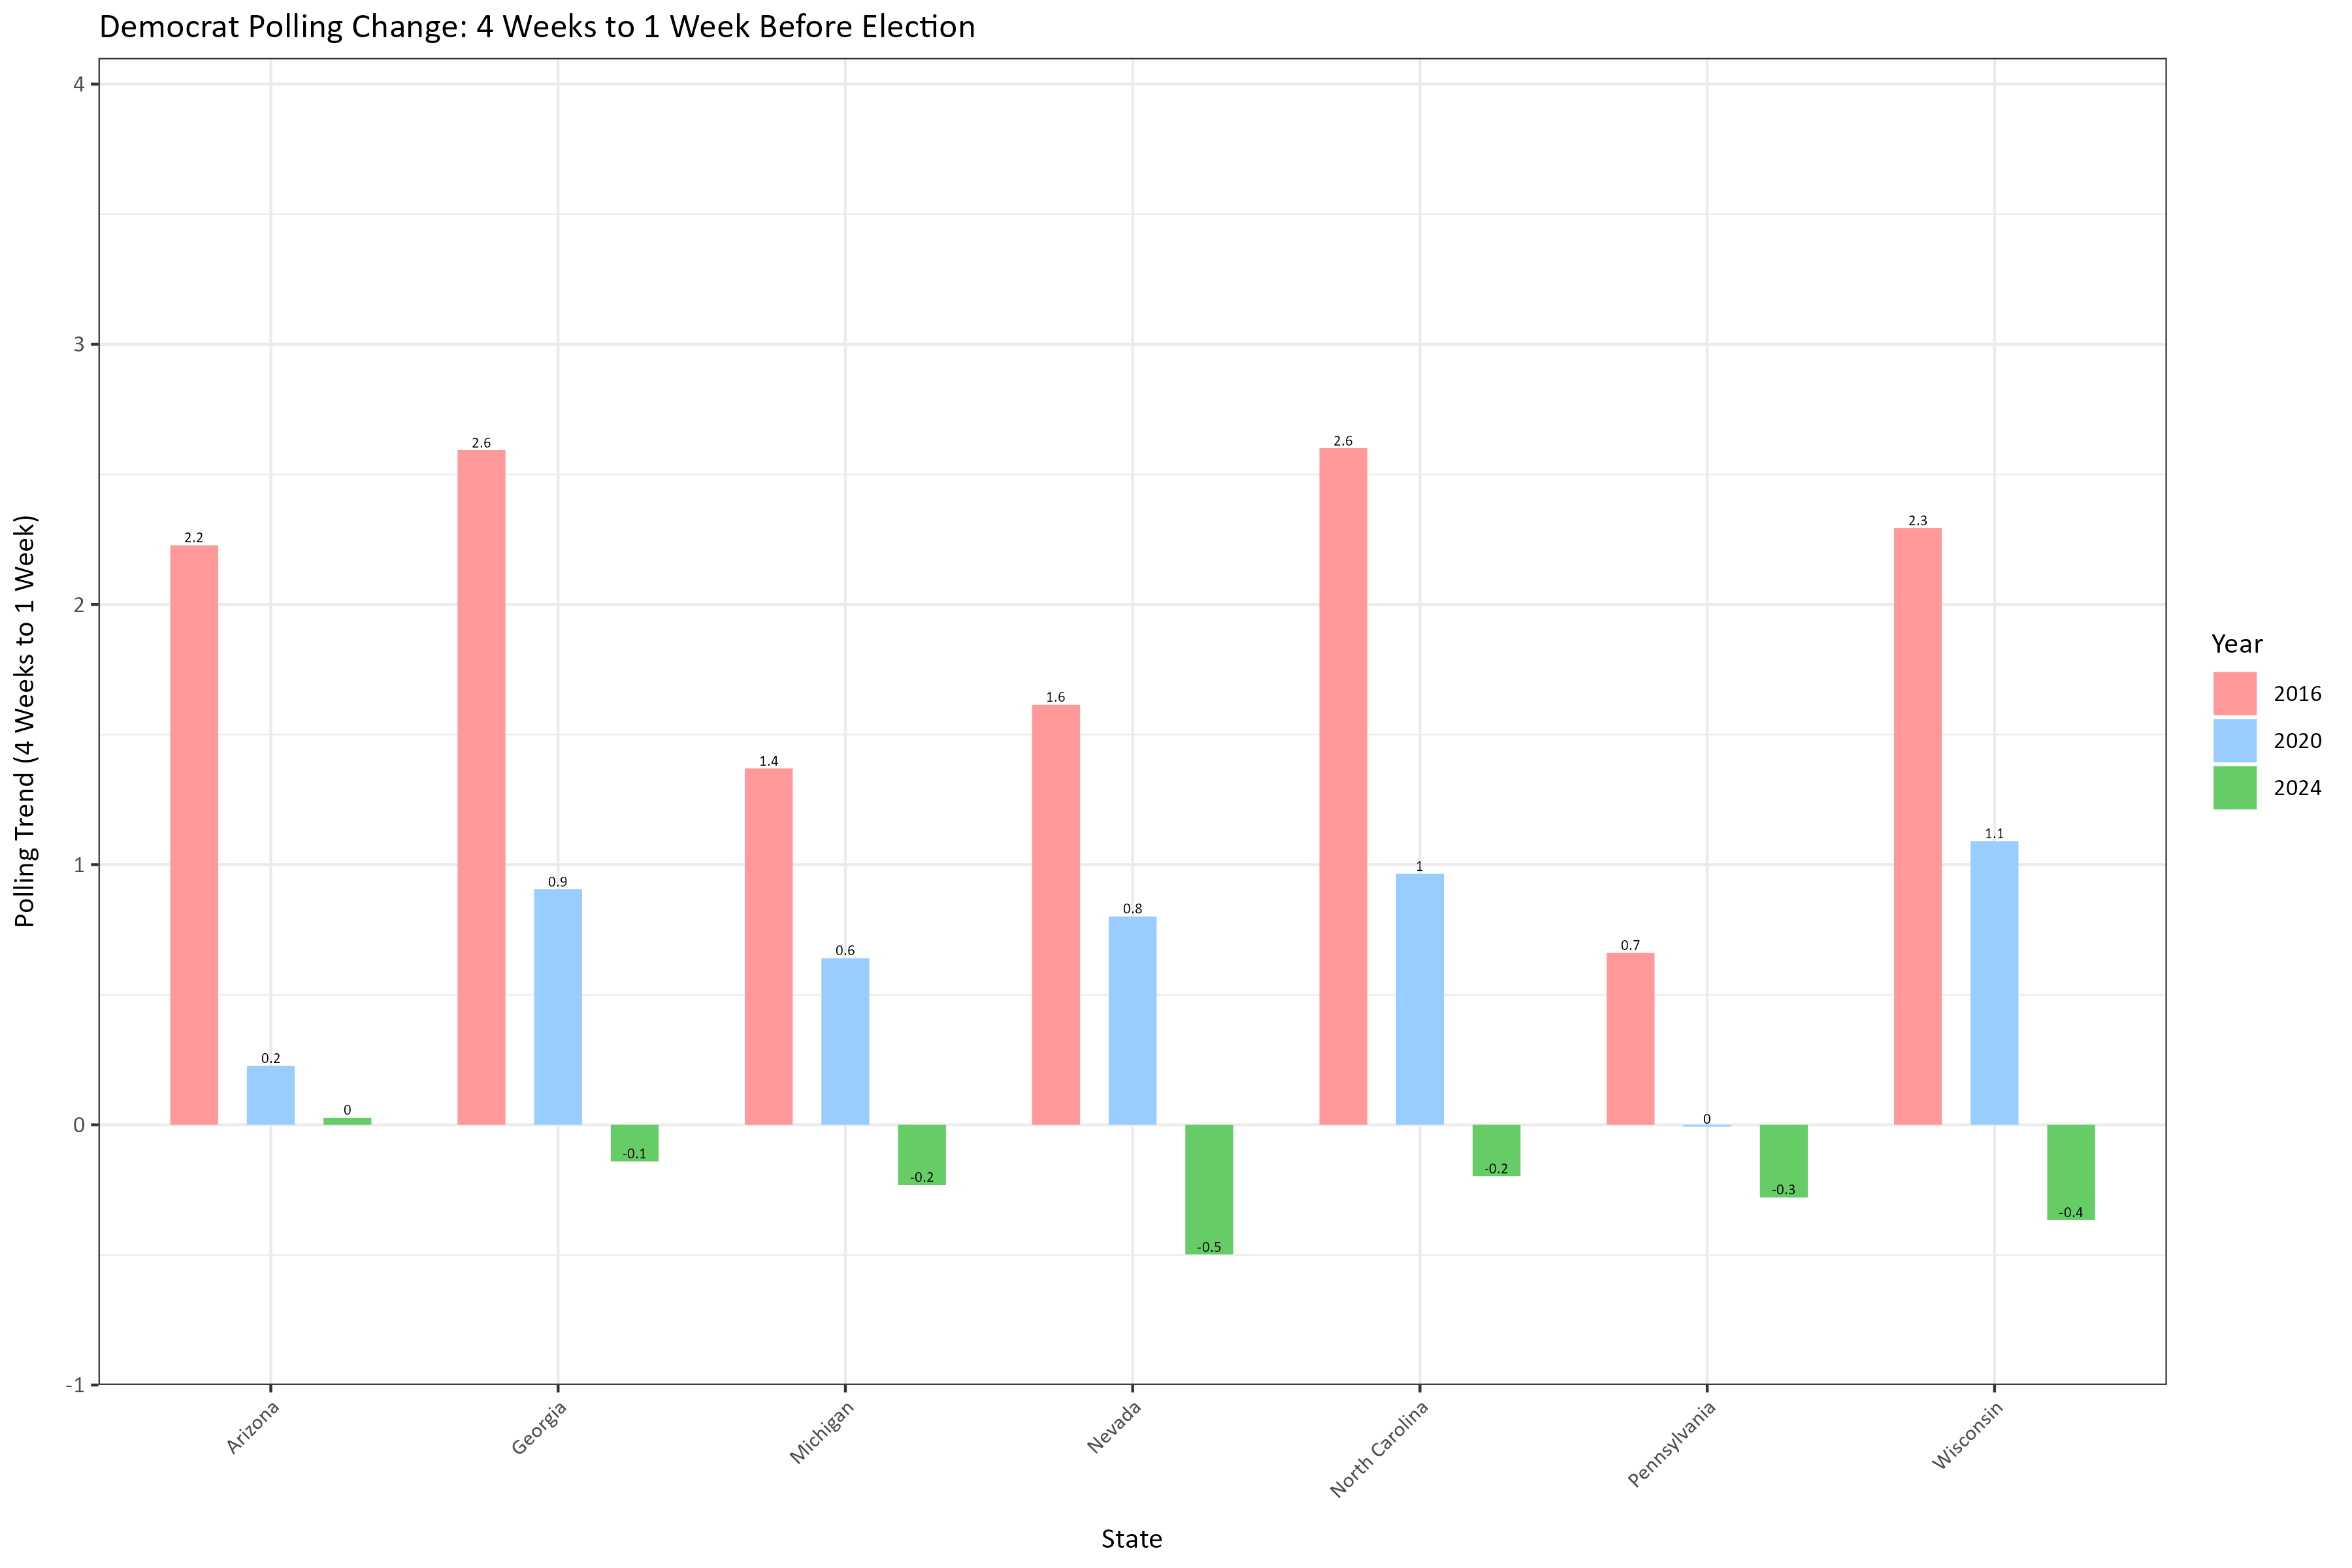 Democrat Polling Change: 4 Weeks to 1 Week Before Election
Polling Trend (4 Weeks to 1 Week)
4
3
2
1
0
-1
2.2
0.2
0
2.6
0.9
-0.1
1.4
0.6
-0.2
1.6
0.8
-0.5
2.6
1
-0.2
0.7
0
-0.3
2.3
1.1
-0.4
Arizona
Georgia
Michigan
Nevada
North Carolina
Pennsylvania
Wisconsin
State
Year
2016
2020
2024